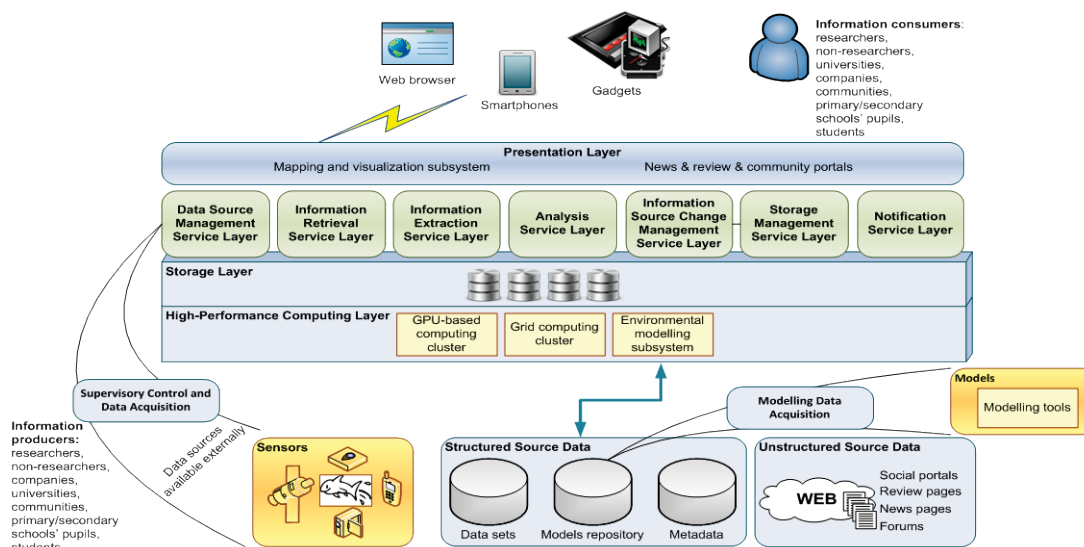 Web browser
Smartphones
Gadgets
Information consumers:
researchers,
non-researchers,
universities,
companies,
communities,
primary/secondary
schools' pupils,
students
Presentation Layer
Mapping and visualization subsystem
News & review & community portals
Data Source
Management
Service Layer
Information
Retrieval
Service Layer
Information
Extraction
Service Layer
Analysis
Service Layer
Information
Source Change
Management
Service Layer
Storage
Management
Service Layer
Notification
Service Layer
Storage Layer
High-Performance Computing Layer
GPU-based
computing
cluster
Grid computing
cluster
Environmental
modelling
subsystem
Supervisory Control and
Data Acquisition
Modelling Data
Acquisition
Models
Modelling tools
Information
producers:
researchers,
non-researchers,
companies,
universities,
communities,
primary/secondary
schools' pupils,
students
Data sources
available externally
Sensors
Structured Source Data
Data sets
Models repository
Metadata
Unstructured Source Data
WEB
Social portals
Review pages
News pages
Forums